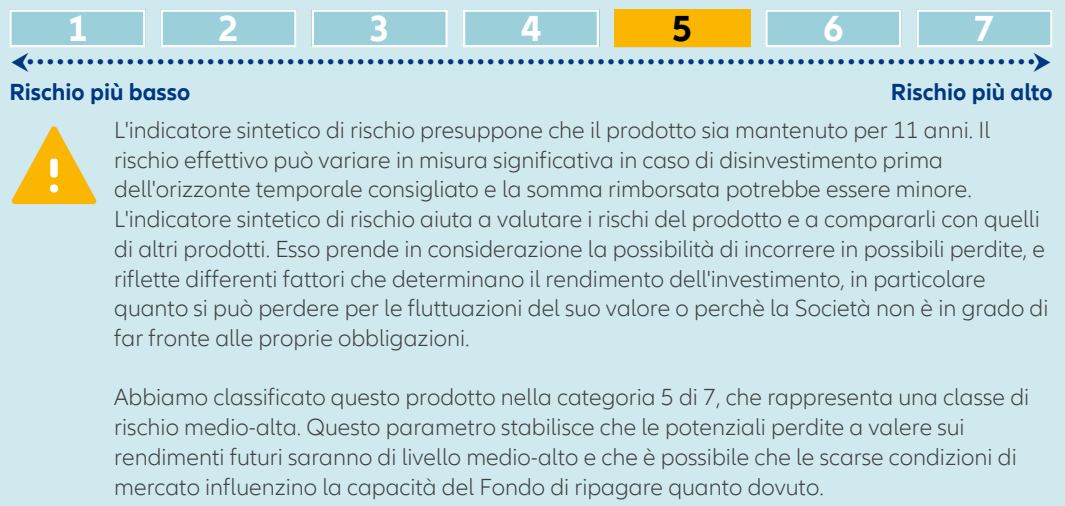 1 2 3 4 5 6 7
Rischio più basso Rischio più alto
L'indicatore sintetico di rischio presuppone che il prodotto sia mantenuto per 11 anni. Il
rischio effettivo può variare in misura significativa in caso di disinvestimento prima
dell'orizzonte temporale consigliato e la somma rimborsata potrebbe essere minore.
L'indicatore sintetico di rischio aiuta a valutare i rischi del prodotto e a compararli con quelli
di altri prodotti. Esso prende in considerazione la possibilità di incorrere in possibili perdite, e
riflette differenti fattori che determinano il rendimento dell'investimento, in particolare
quanto si può perdere per le fluttuazioni del suo valore o perchè la Società non è in grado di
far fronte alle proprie obbligazioni.
Abbiamo classificato questo prodotto nella categoria 5 di 7, che rappresenta una classe di
rischio medio-alta. Questo parametro stabilisce che le potenziali perdite a valere sui
rendimenti futuri saranno di livello medio-alto e che è possibile che le scarse condizioni di
mercato influenzino la capacità del Fondo di ripagare quanto dovuto.